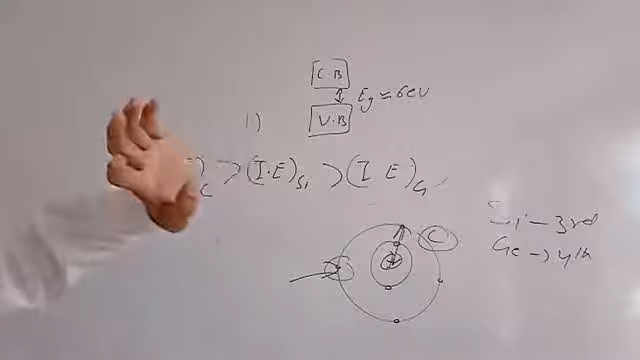 C.B
Eg ≈ 6eV
1)
V.B
) C > (I.E)Si > (I E)G
C
Si - 3rd
Ge → 4th